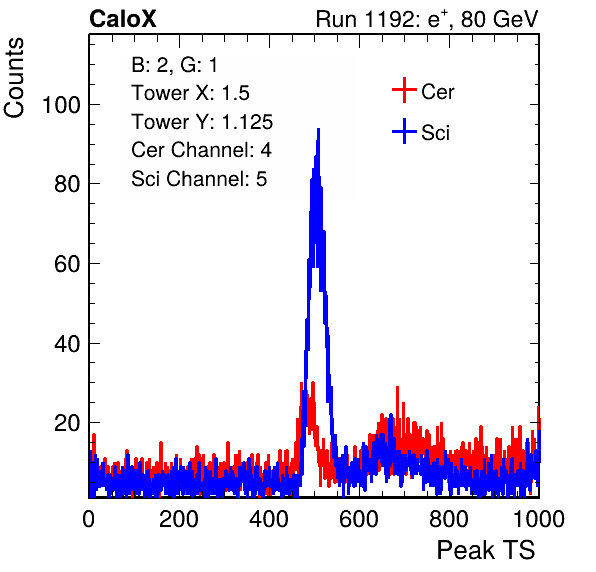 CaloX Run 1192: e⁺, 80 GeV
B: 2, G: 1
Tower X: 1.5
Tower Y: 1.125
Cer Channel: 4
Sci Channel: 5
Cer
Sci
Counts
100
80
60
40
20
0 200 400 600 800 1000
Peak TS